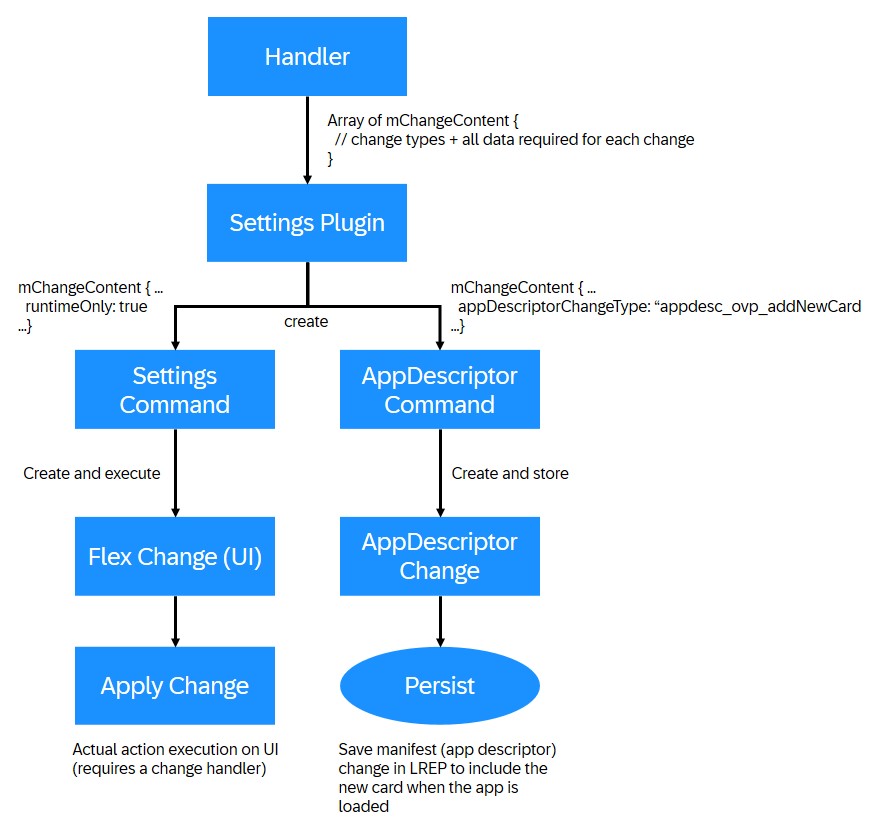 Handler
Array of mChangeContent {
// change types + all data required for each change
}
Settings Plugin
mChangeContent { ...
runtimeOnly: true
...}
create
mChangeContent { ...
appDescriptorChangeType: “appdesc_ovp_addNewCard
...}
Settings
Command
AppDescriptor
Command
Create and execute
Create and store
Flex Change (UI)
AppDescriptor
Change
Apply Change
Persist
Actual action execution on UI
(requires a change handler)
Save manifest (app descriptor)
change in LREP to include the
new card when the app is
loaded